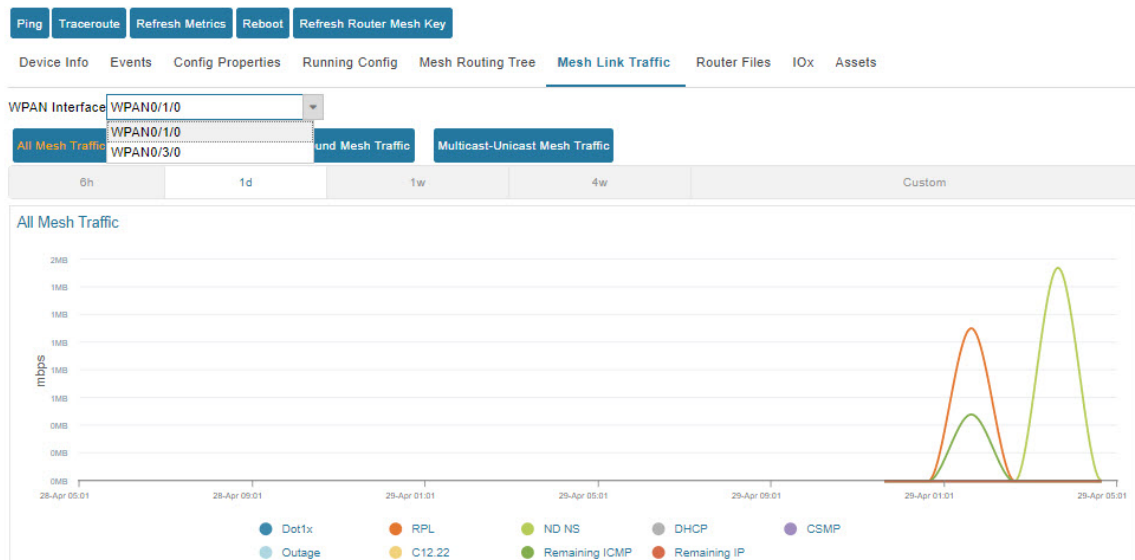 Ping Traceroute Refresh Metrics Reboot Refresh Router Mesh Key
Device Info Events Config Properties Running Config Mesh Routing Tree Mesh Link Traffic Router Files IOx Assets
WPAN Interface WPAN0/1/0
WPAN0/1/0
WPAN0/3/0
All Mesh Traffic und Mesh Traffic Multicast-Unicast Mesh Traffic
6h 1d 1w 4w Custom
All Mesh Traffic
2MB
1MB
1MB
1MB
1MB
1MB
0MB
0MB
0MB
mbps
28-Apr 05:01 28-Apr 09:01 29-Apr 01:01 29-Apr 05:01 29-Apr 09:01 29-Apr 01:01 29-Apr 05:01
Dot1x RPL ND NS DHCP CSMP
Outage C12.22 Remaining ICMP Remaining IP